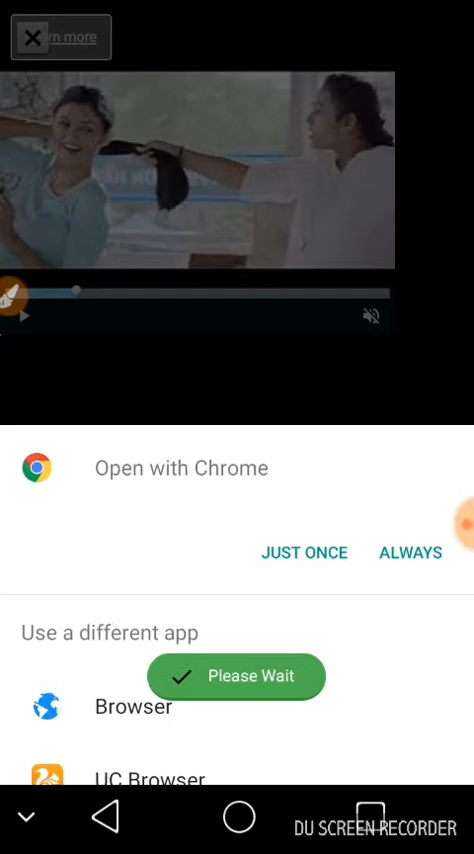 rn more
Open with Chrome
JUST ONCE
ALWAYS
Use a different app
Please Wait
Browser
UC Browser
DU SCREEN RECORDER